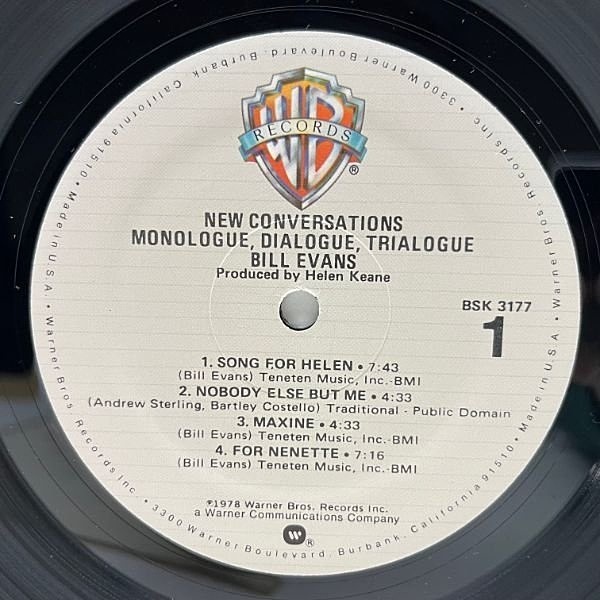 WB
RECORDS
®
NEW CONVERSATIONS
MONOLOGUE, DIALOGUE, TRIALOGUE
BILL EVANS
Produced by Helen Keane
BSK 3177
1
1. SONG FOR HELEN • 7:43
(Bill Evans) Teneten Music, Inc.-BMI
2. NOBODY ELSE BUT ME • 4:33
(Andrew Sterling, Bartley Costello) Traditional - Public Domain
3. MAXINE • 4:33
(Bill Evans) Teneten Music, Inc.-BMI
4. FOR NENETTE • 7:16
(Bill Evans) Teneten Music, Inc.-BMI
℗1978 Warner Bros. Records Inc.
a Warner Communications Company
®
Made in U.S.A. • Warner Bros. Records Inc. • 3300 Warner Boulevard, Burbank, California 91510 • Made in U.S.A. • Warner Bros. Records Inc. • 3300 Warner Boulevard, Burbank, California 91510 •